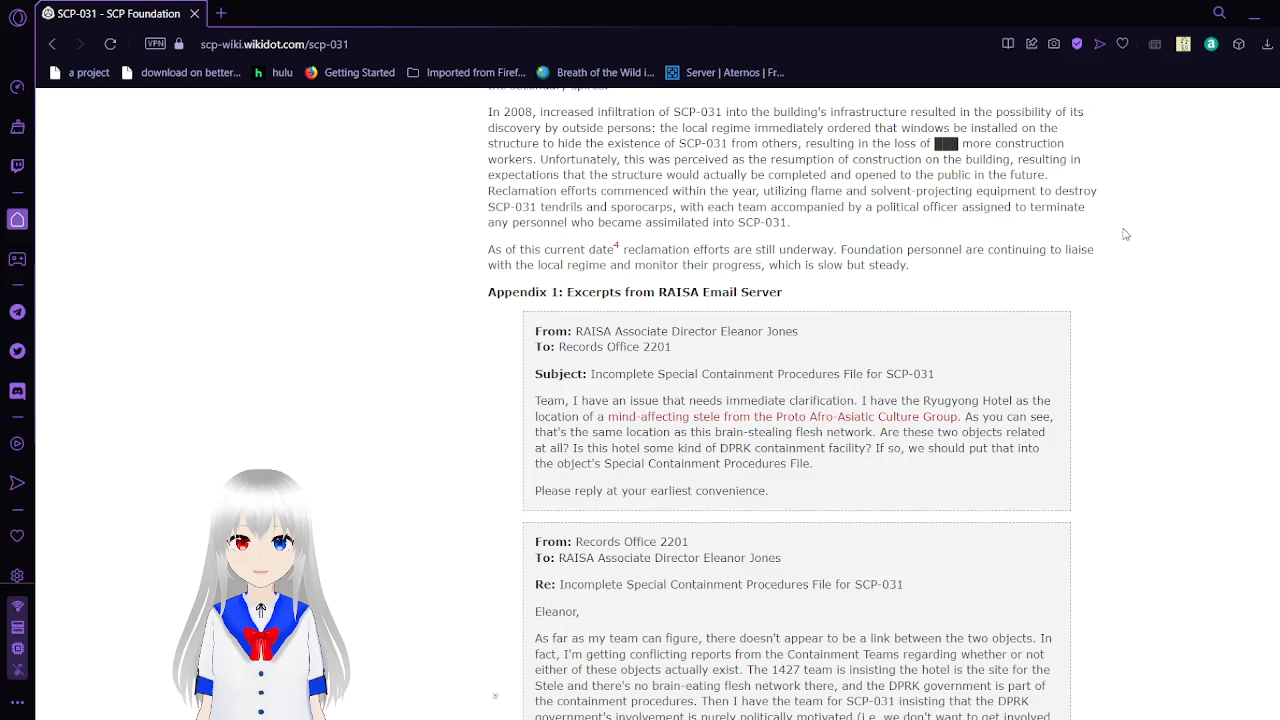 SCP-031 - SCP Foundation
VPN
scp-wiki.wikidot.com/scp-031
a project
download on better...
h hulu
Getting Started
Imported from Firef...
Breath of the Wild i...
Server | Aternos | Fr...
the secondary spires.
In 2008, increased infiltration of SCP-031 into the building's infrastructure resulted in the possibility of its
discovery by outside persons: the local regime immediately ordered that windows be installed on the
structure to hide the existence of SCP-031 from others, resulting in the loss of ███ more construction
workers. Unfortunately, this was perceived as the resumption of construction on the building, resulting in
expectations that the structure would actually be completed and opened to the public in the future.
Reclamation efforts commenced within the year, utilizing flame and solvent-projecting equipment to destroy
SCP-031 tendrils and sporocarps, with each team accompanied by a political officer assigned to terminate
any personnel who became assimilated into SCP-031.
As of this current date4 reclamation efforts are still underway. Foundation personnel are continuing to liaise
with the local regime and monitor their progress, which is slow but steady.
Appendix 1: Excerpts from RAISA Email Server
From: RAISA Associate Director Eleanor Jones
To: Records Office 2201
Subject: Incomplete Special Containment Procedures File for SCP-031
Team, I have an issue that needs immediate clarification. I have the Ryugyong Hotel as the
location of a mind-affecting stele from the Proto Afro-Asiatic Culture Group. As you can see,
that's the same location as this brain-stealing flesh network. Are these two objects related
at all? Is this hotel some kind of DPRK containment facility? If so, we should put that into
the object's Special Containment Procedures File.
Please reply at your earliest convenience.
From: Records Office 2201
To: RAISA Associate Director Eleanor Jones
Re: Incomplete Special Containment Procedures File for SCP-031
Eleanor,
As far as my team can figure, there doesn't appear to be a link between the two objects. In
fact, I'm getting conflicting reports from the Containment Teams regarding whether or not
either of these objects actually exist. The 1427 team is insisting the hotel is the site for the
Stele and there's no brain-eating flesh network there, and the DPRK government is part of
the containment procedures. Then I have the team for SCP-031 insisting that the DPRK
government's involvement is purely politically motivated (i.e. we don't want to get involved